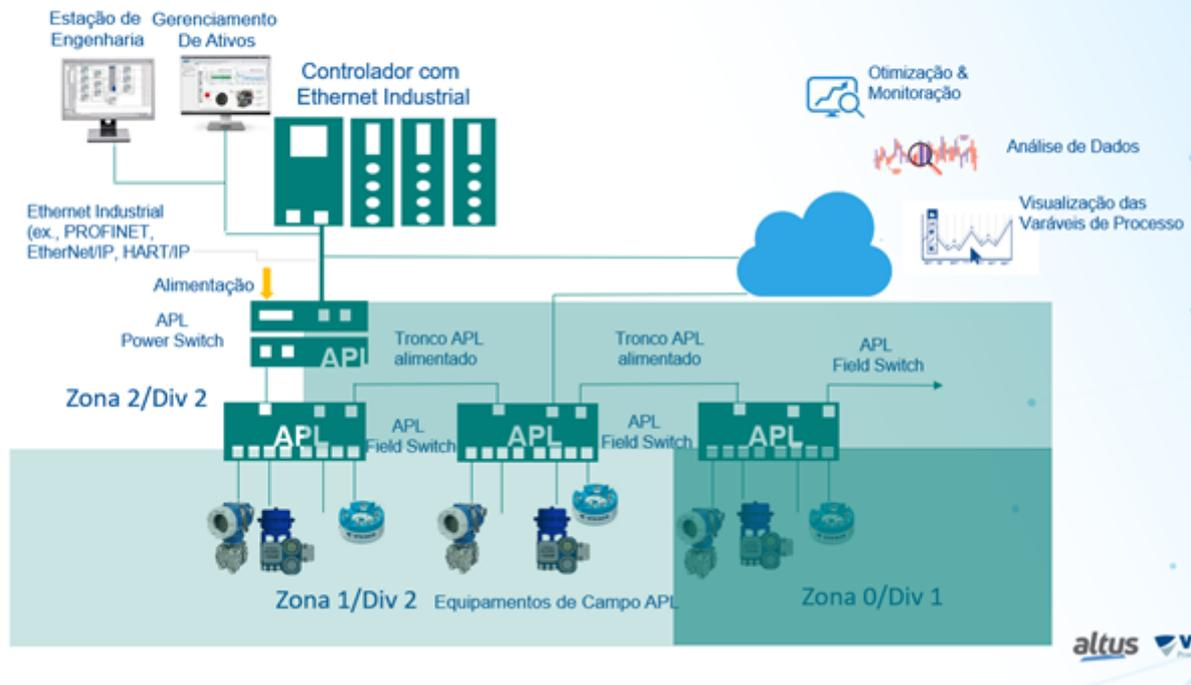 Estação de
Engenharia
Gerenciamento
De Ativos
Controlador com
Ethernet Industrial
Otimização &
Monitoração
Análise de Dados
Visualização das
Varáveis de Processo
Ethernet Industrial
(ex., PROFINET,
EtherNet/IP, HART/IP
Alimentação
APL
Power Switch
APL
Tronco APL
alimentado
Tronco APL
alimentado
APL
Field Switch
Zona 2/Div 2
APL
APL
Field Switch
APL
APL
Field Switch
APL
Zona 1/Div 2
Equipamentos de Campo APL
Zona 0/Div 1
altus